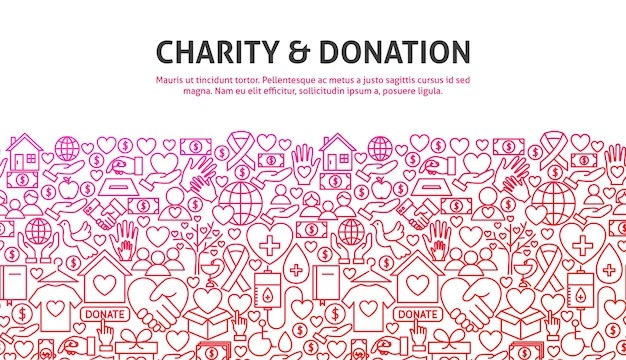 CHARITY & DONATION
Mauris ut tincidunt tortor. Pellentesque ac metus a justo sagittis cursus id sed
magna. Nam eu elit efficitur, sollicitudin ipsum a, posuere ligula.
DONATE
DONATE